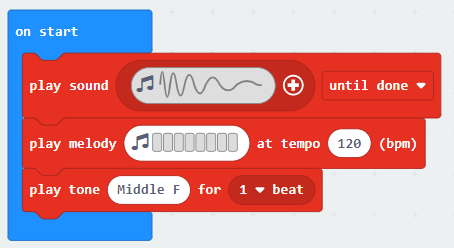 on start
play sound until done
play melody at tempo 120 (bpm)
play tone Middle F for 1 beat